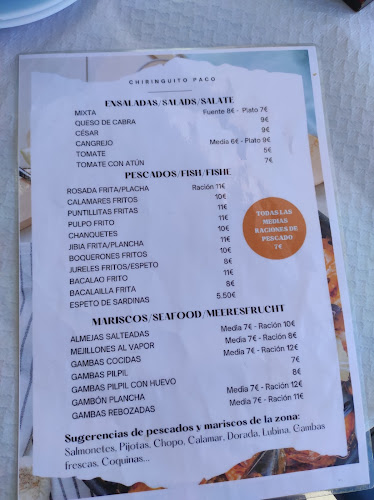 CHIRINGUITO PACO
ENSALADAS/SALADS/SALATE
MIXTA Fuente 8€ - Plato 7€
QUESO DE CABRA 9€
CÉSAR 9€
CANGREJO Media 6€ - Plato 9€
TOMATE 5€
TOMATE CON ATÚN 7€
PESCADOS/FISH/FISHE
ROSADA FRITA/PLACHA Ración 11€
CALAMARES FRITOS 10€
PUNTILLITAS FRITAS 11€
PULPO FRITO 11€
CHANQUETES 10€
JIBIA FRITA/PLANCHA 11€
BOQUERONES FRITOS 10€
JURELES FRITOS/ESPETO 8€
BACALAO FRITO 11€
BACALAILLA FRITA 8€
ESPETO DE SARDINAS 5.50€
TODAS LAS
MEDIAS
RACIONES DE
PESCADO
7€
MARISCOS/SEAFOOD/MEERESFRUCHT
ALMEJAS SALTEADAS Media 7€ - Ración 10€
MEJILLONES AL VAPOR Media 7€ - Ración 8€
GAMBAS COCIDAS Media 7€ - Ración 12€
GAMBAS PILPIL 7€
GAMBAS PILPIL CON HUEVO 8€
GAMBÓN PLANCHA Media 7€ - Ración 12€
GAMBAS REBOZADAS Media 7€ - Ración 11€
Sugerencias de pescados y mariscos de la zona:
Salmonetes, Pijotas, Chopo, Calamar, Dorada, Lubina, Gambas
frescas, Coquinas...